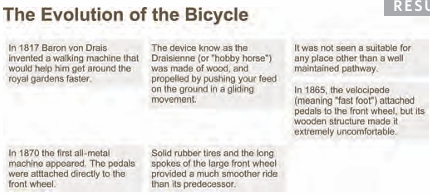 The Evolution of the Bicycle
RESU
In 1817 Baron von Drais
invented a walking machine that
would help him get around the
royal gardens faster.
The device know as the
Draisienne (or "hobby horse")
was made of wood, and
propelled by pushing your feed
on the ground in a gliding
movement.
It was not seen a suitable for
any place other than a well
maintained pathway.
In 1865, the velocipede
(meaning "fast foot") attached
pedals to the front wheel, but its
wooden structure made it
extremely uncomfortable.
In 1870 the first all-metal
machine appeared. The pedals
were atttached directly to the
front wheel.
Solid rubber tires and the long
spokes of the large front wheel
provided a much smoother ride
than its predecessor.